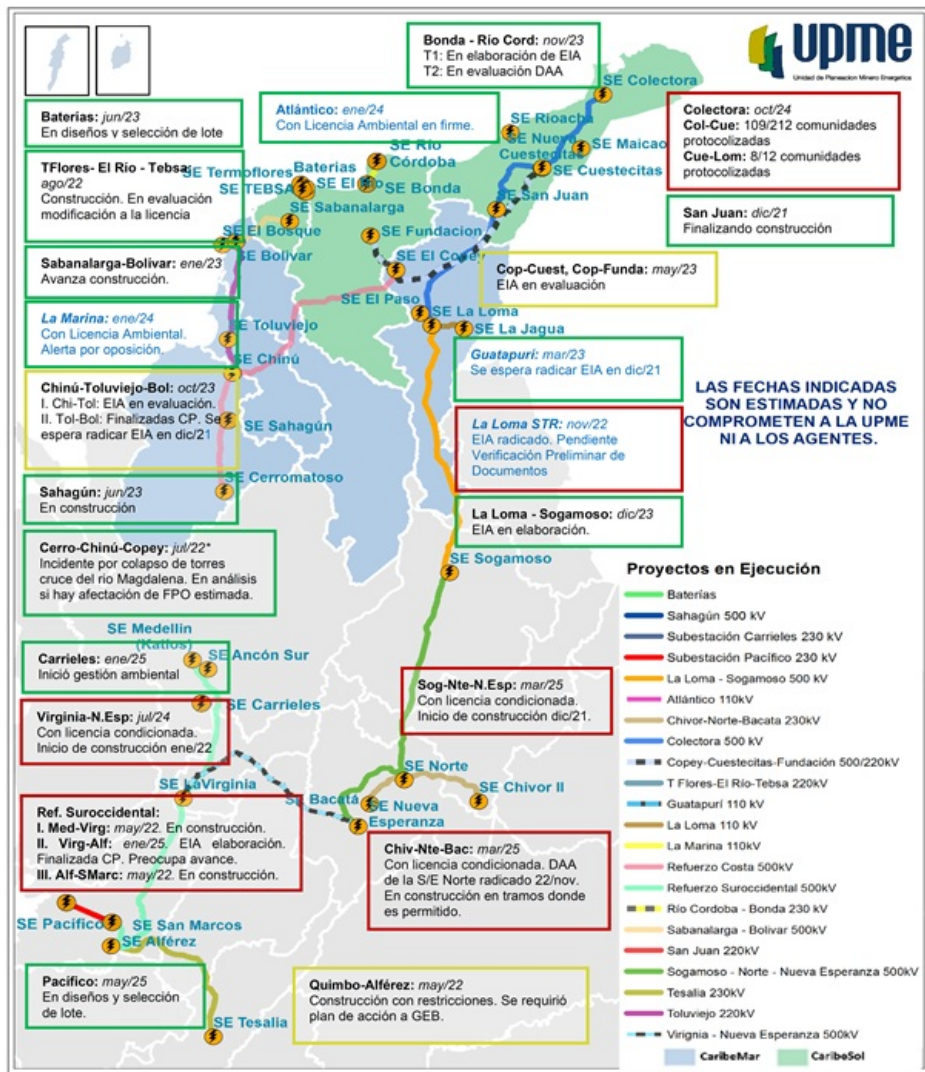 upme
Unidad de Planeacion Minero Energetica
Bonda - Río Cord: nov/23
T1: En elaboración de EIA
T2: En evaluación DAA
SE Colectora
Baterías: jun/23
En diseños y selección de lote
Atlántico: ene/24
Con Licencia Ambiental en firme.
Colectora: oct/24
Col-Cue: 109/212 comunidades
protocolizadas
Cue-Lom: 8/12 comunidades
protocolizadas
SE Rioacha
SE Nueva
Cuestecitas
SE Maicao
SE Cuestecitas
SE Río
Córdoba
TFlores- El Río - Tebsa:
ago/22
Construcción. En evaluación
modificación a la licencia
SE Termoflores
Baterias
SE TEBSA
SE El Río
SE Bonda
SE Sabanalarga
SE San Juan
San Juan: dic/21
Finalizando construcción
SE El Bosque
SE Bolivar
SE Fundacion
SE El Copey
Sabanalarga-Bolivar: ene/23
Avanza construcción.
Cop-Cuest, Cop-Funda: may/23
EIA en evaluación
SE El Paso
SE La Loma
SE La Jagua
La Marina: ene/24
Con Licencia Ambiental.
Alerta por oposición.
SE Toluviejo
SE Chinú
Guatapurí: mar/23
Se espera radicar EIA en dic/21
LAS FECHAS INDICADAS
SON ESTIMADAS Y NO
COMPROMETEN A LA UPME
NI A LOS AGENTES.
Chinú-Toluviejo-Bol: oct/23
I. Chi-Tol: EIA en evaluación.
II. Tol-Bol: Finalizadas CP. Se
espera radicar EIA en dic/21
SE Sahagún
La Loma STR: nov/22
EIA radicado. Pendiente
Verificación Preliminar de
Documentos
SE Cerromatoso
Sahagún: jun/23
En construcción
La Loma - Sogamoso: dic/23
EIA en elaboración.
Cerro-Chinú-Copey: jul/22*
Incidente por colapso de torres
cruce del rio Magdalena. En análisis
si hay afectación de FPO estimada.
SE Sogamoso
SE Medellin
(Katios)
SE Ancón Sur
Carrieles: ene/25
Inició gestión ambiental
SE Carrieles
Sog-Nte-N.Esp: mar/25
Con licencia condicionada.
Inicio de construcción dic/21.
Virginia-N.Esp: jul/24
Con licencia condicionada.
Inicio de construcción ene/22
SE LaVirginia
SE Norte
SE Chivor II
SE Bacatá
SE Nueva
Esperanza
Ref. Suroccidental:
I. Med-Virg: may/22. En construcción.
II. Virg-Alf: ene/25. EIA elaboración.
Finalizada CP. Preocupa avance.
III. Alf-SMarc: may/22. En construcción.
Chiv-Nte-Bac: mar/25
Con licencia condicionada. DAA
de la S/E Norte radicado 22/nov.
En construcción en tramos donde
es permitido.
SE Pacífico
SE San Marcos
SE Alférez
Pacífico: may/25
En diseños y selección
de lote.
SE Tesalia
Quimbo-Alférez: may/22
Construcción con restricciones. Se requirió
plan de acción a GEB.
Proyectos en Ejecución
Baterías
Sahagún 500 kV
Subestación Carrieles 230 kV
Subestación Pacífico 230 kV
La Loma - Sogamoso 500 kV
Atlántico 110kV
Chivor-Norte-Bacata 230kV
Colectora 500 kV
Copey-Cuestecitas-Fundación 500/220kV
T Flores-El Río-Tebsa 220kV
Guatapurí 110 kV
La Loma 110 kV
La Marina 110kV
Refuerzo Costa 500kV
Refuerzo Suroccidental 500kV
Río Cordoba - Bonda 230 kV
Sabanalarga - Bolivar 500kV
San Juan 220kV
Sogamoso - Norte - Nueva Esperanza 500kV
Tesalia 230kV
Toluviejo 220kV
Virignia - Nueva Esperanza 500kV
CaribeMar
CaribeSol